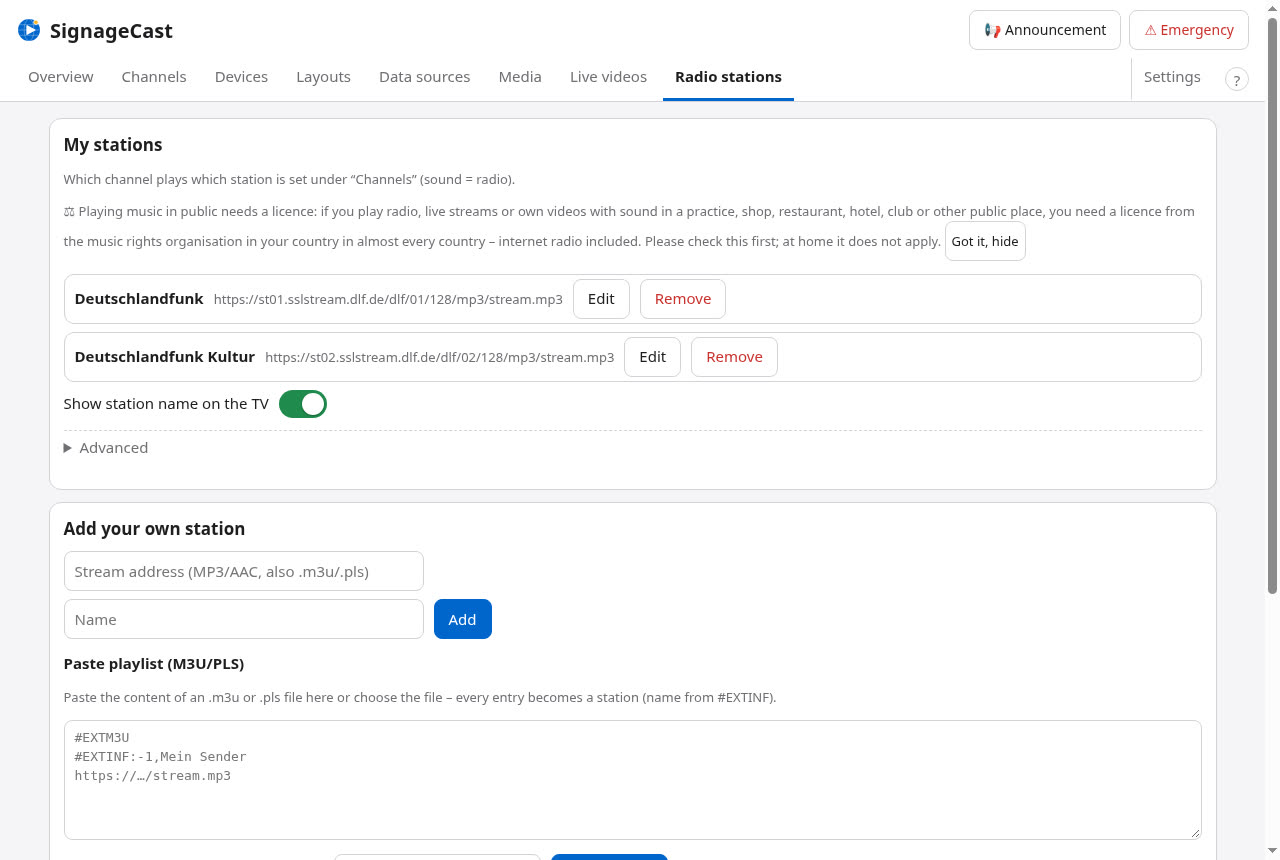 SignageCast
Announcement
⚠ Emergency
Overview Channels Devices Layouts Data sources Media Live videos Radio stations Settings ?
My stations
Which channel plays which station is set under “Channels” (sound = radio).
⚖ Playing music in public needs a licence: if you play radio, live streams or own videos with sound in a practice, shop, restaurant, hotel, club or other public place, you need a licence from
the music rights organisation in your country in almost every country – internet radio included. Please check this first; at home it does not apply. Got it, hide
Deutschlandfunk https://st01.sslstream.dlf.de/dlf/01/128/mp3/stream.mp3 Edit Remove
Deutschlandfunk Kultur https://st02.sslstream.dlf.de/dlf/02/128/mp3/stream.mp3 Edit Remove
Show station name on the TV
Advanced
Add your own station
Stream address (MP3/AAC, also .m3u/.pls)
Name Add
Paste playlist (M3U/PLS)
Paste the content of an .m3u or .pls file here or choose the file – every entry becomes a station (name from #EXTINF).
#EXTM3U
#EXTINF:-1,Mein Sender
https://…/stream.mp3